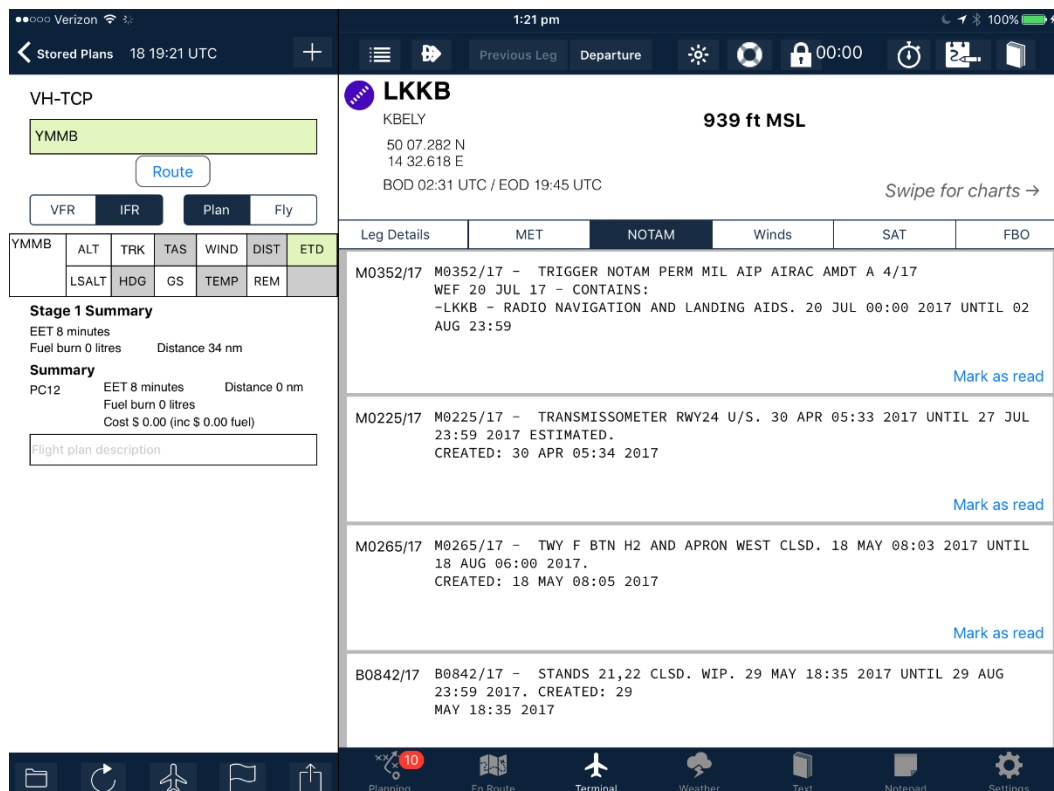 Verizon
1:21 pm
100%
Stored Plans 18 19:21 UTC
Previous Leg Departure 00:00
VH-TCP
YMMB
Route
VFR IFR Plan Fly
YMMB ALT TRK TAS WIND DIST ETD
LSALT HDG GS TEMP REM
Stage 1 Summary
EET 8 minutes
Fuel burn 0 litres Distance 34 nm
Summary
PC12 EET 8 minutes Distance 0 nm
Fuel burn 0 litres
Cost $ 0.00 (inc $ 0.00 fuel)
Flight plan description
LKKB
KBELY
939 ft MSL
50 07.282 N
14 32.618 E
BOD 02:31 UTC / EOD 19:45 UTC
Swipe for charts →
Leg Details MET NOTAM Winds SAT FBO
M0352/17 M0352/17 - TRIGGER NOTAM PERM MIL AIP AIRAC AMDT A 4/17
WEF 20 JUL 17 - CONTAINS:
-LKKB - RADIO NAVIGATION AND LANDING AIDS. 20 JUL 00:00 2017 UNTIL 02
AUG 23:59
Mark as read
M0225/17 M0225/17 - TRANSMISSOMETER RWY24 U/S. 30 APR 05:33 2017 UNTIL 27 JUL
23:59 2017 ESTIMATED.
CREATED: 30 APR 05:34 2017
Mark as read
M0265/17 M0265/17 - TWY F BTN H2 AND APRON WEST CLSD. 18 MAY 08:03 2017 UNTIL
18 AUG 06:00 2017.
CREATED: 18 MAY 08:05 2017
Mark as read
B0842/17 B0842/17 - STANDS 21,22 CLSD. WIP. 29 MAY 18:35 2017 UNTIL 29 AUG
23:59 2017. CREATED: 29
MAY 18:35 2017
10
Planning En Route Terminal Weather Text Notepad Settings